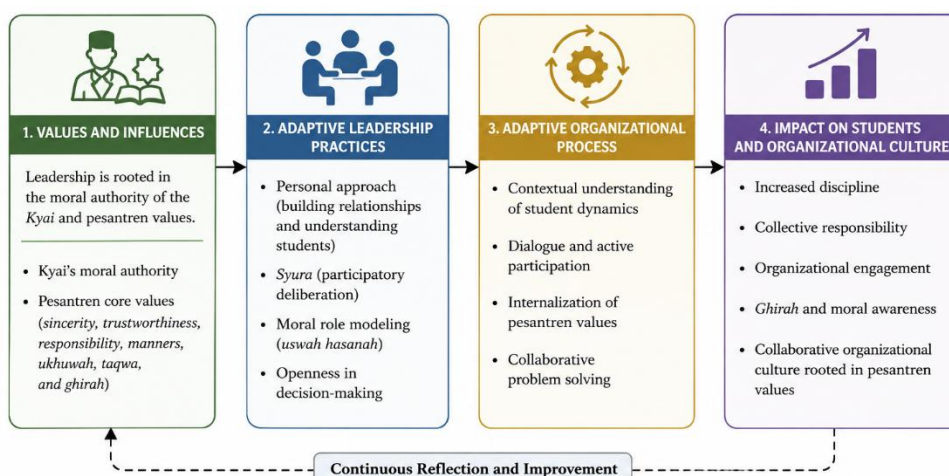 1. VALUES AND INFLUENCES
Leadership is rooted in
the moral authority of the
Kyai and pesantren values.
• Kyai's moral authority
• Pesantren core values
(sincerity, trustworthiness,
responsibility, manners,
ukhuwah, taqwa,
and ghirah)
2. ADAPTIVE LEADERSHIP
PRACTICES
• Personal approach
(building relationships
and understanding
students)
• Syura (participatory
deliberation)
• Moral role modeling
(uswah hasanah)
• Openness in
decision-making
3. ADAPTIVE ORGANIZATIONAL
PROCESS
• Contextual understanding
of student dynamics
• Dialogue and active
participation
• Internalization of
pesantren values
• Collaborative
problem solving
4. IMPACT ON STUDENTS
AND ORGANIZATIONAL CULTURE
• Increased discipline
• Collective responsibility
• Organizational engagement
• Ghirah and moral awareness
• Collaborative organizational
culture rooted in pesantren
values
Continuous Reflection and Improvement